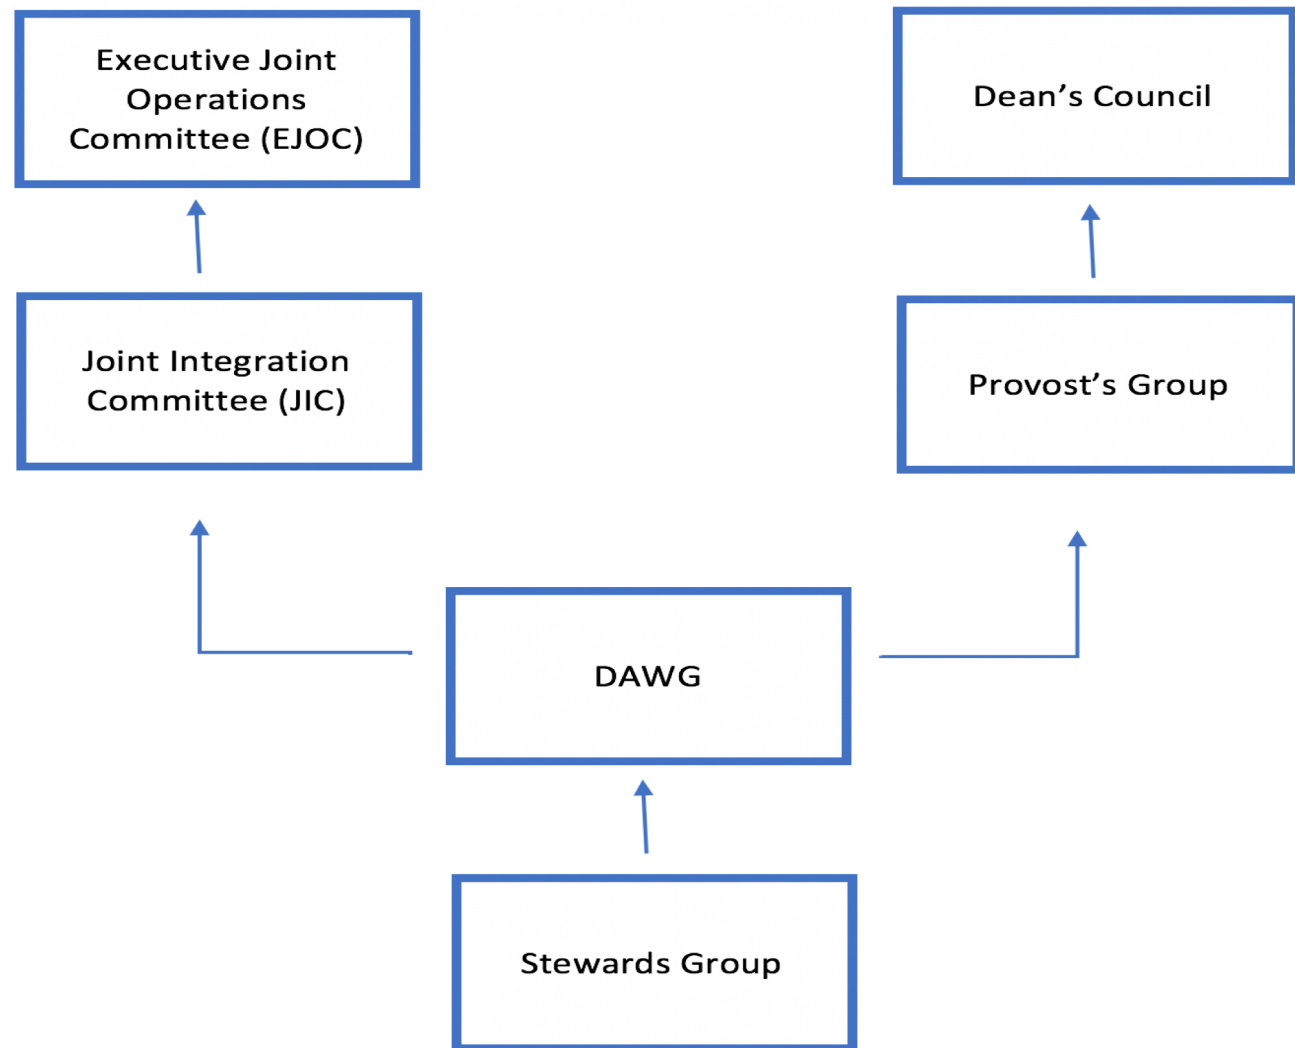 Executive Joint
Operations
Committee (EJOC)
Dean’s Council
Joint Integration
Committee (JIC)
Provost’s Group
DAWG
Stewards Group